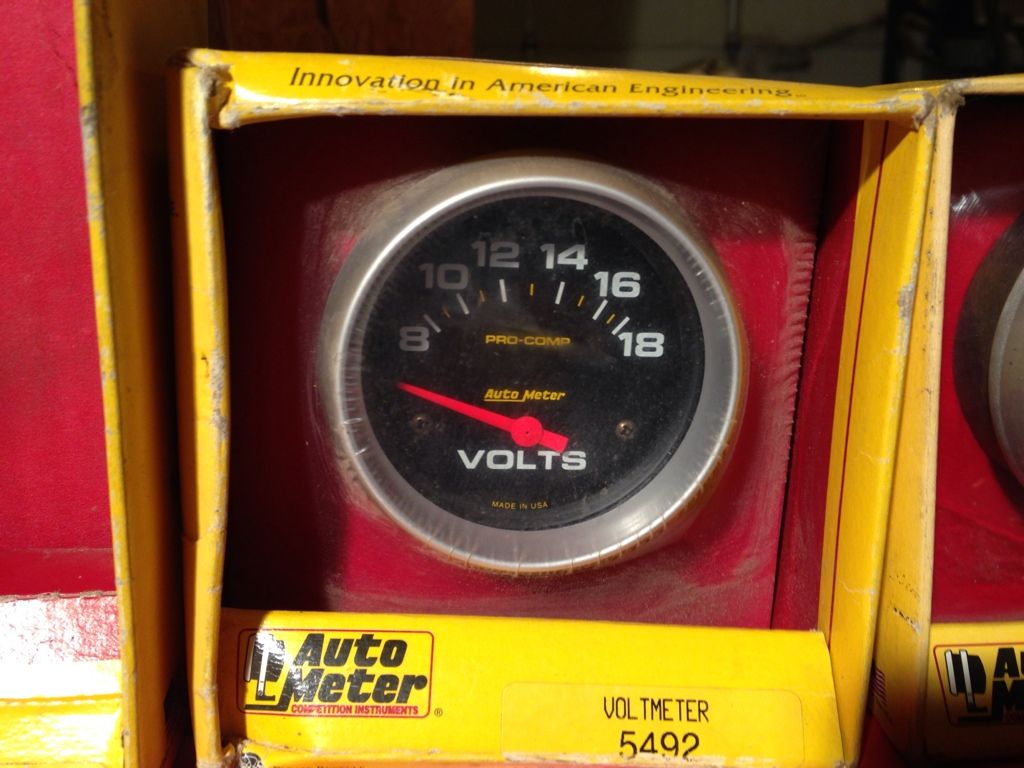 Innovation in American Engineering
12 14
10 16
8 18
PRO-COMP
Auto Meter
VOLTS
MADE IN USA
Auto
Meter
COMPETITION INSTRUMENTS ®
VOLTMETER
5492